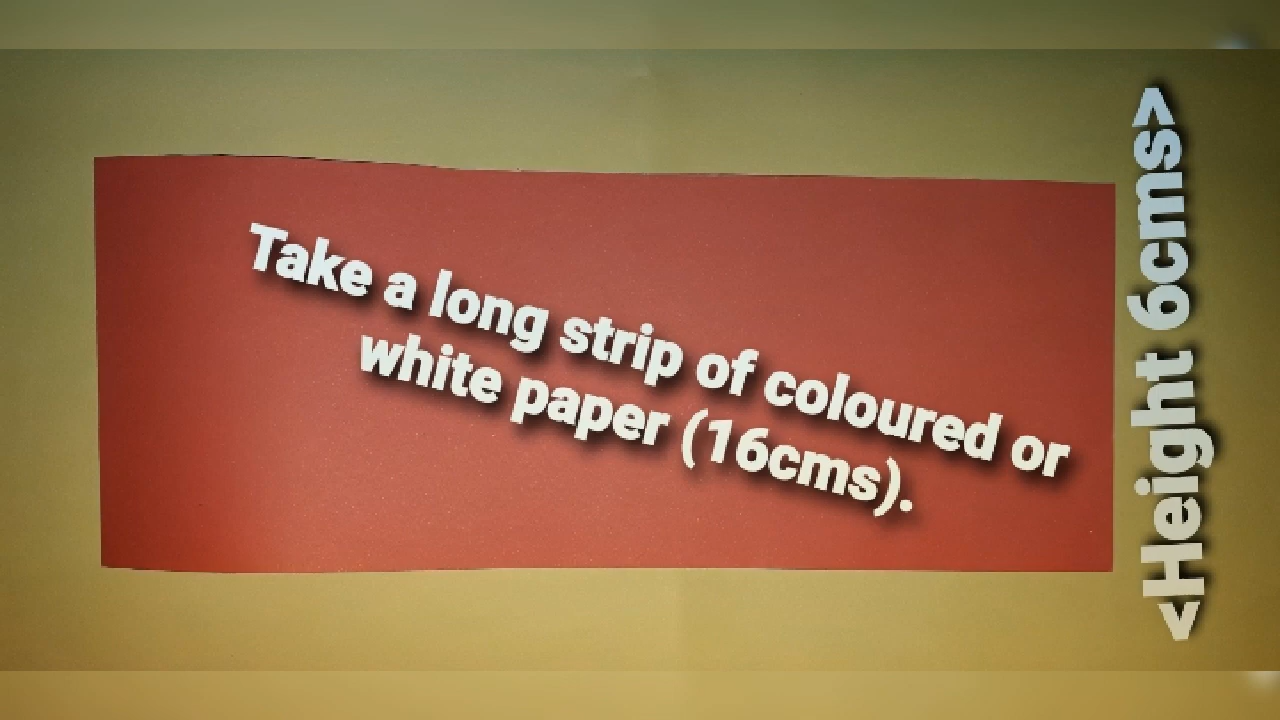 Take a long strip of coloured or
white paper (16cms).
<Height 6cms>